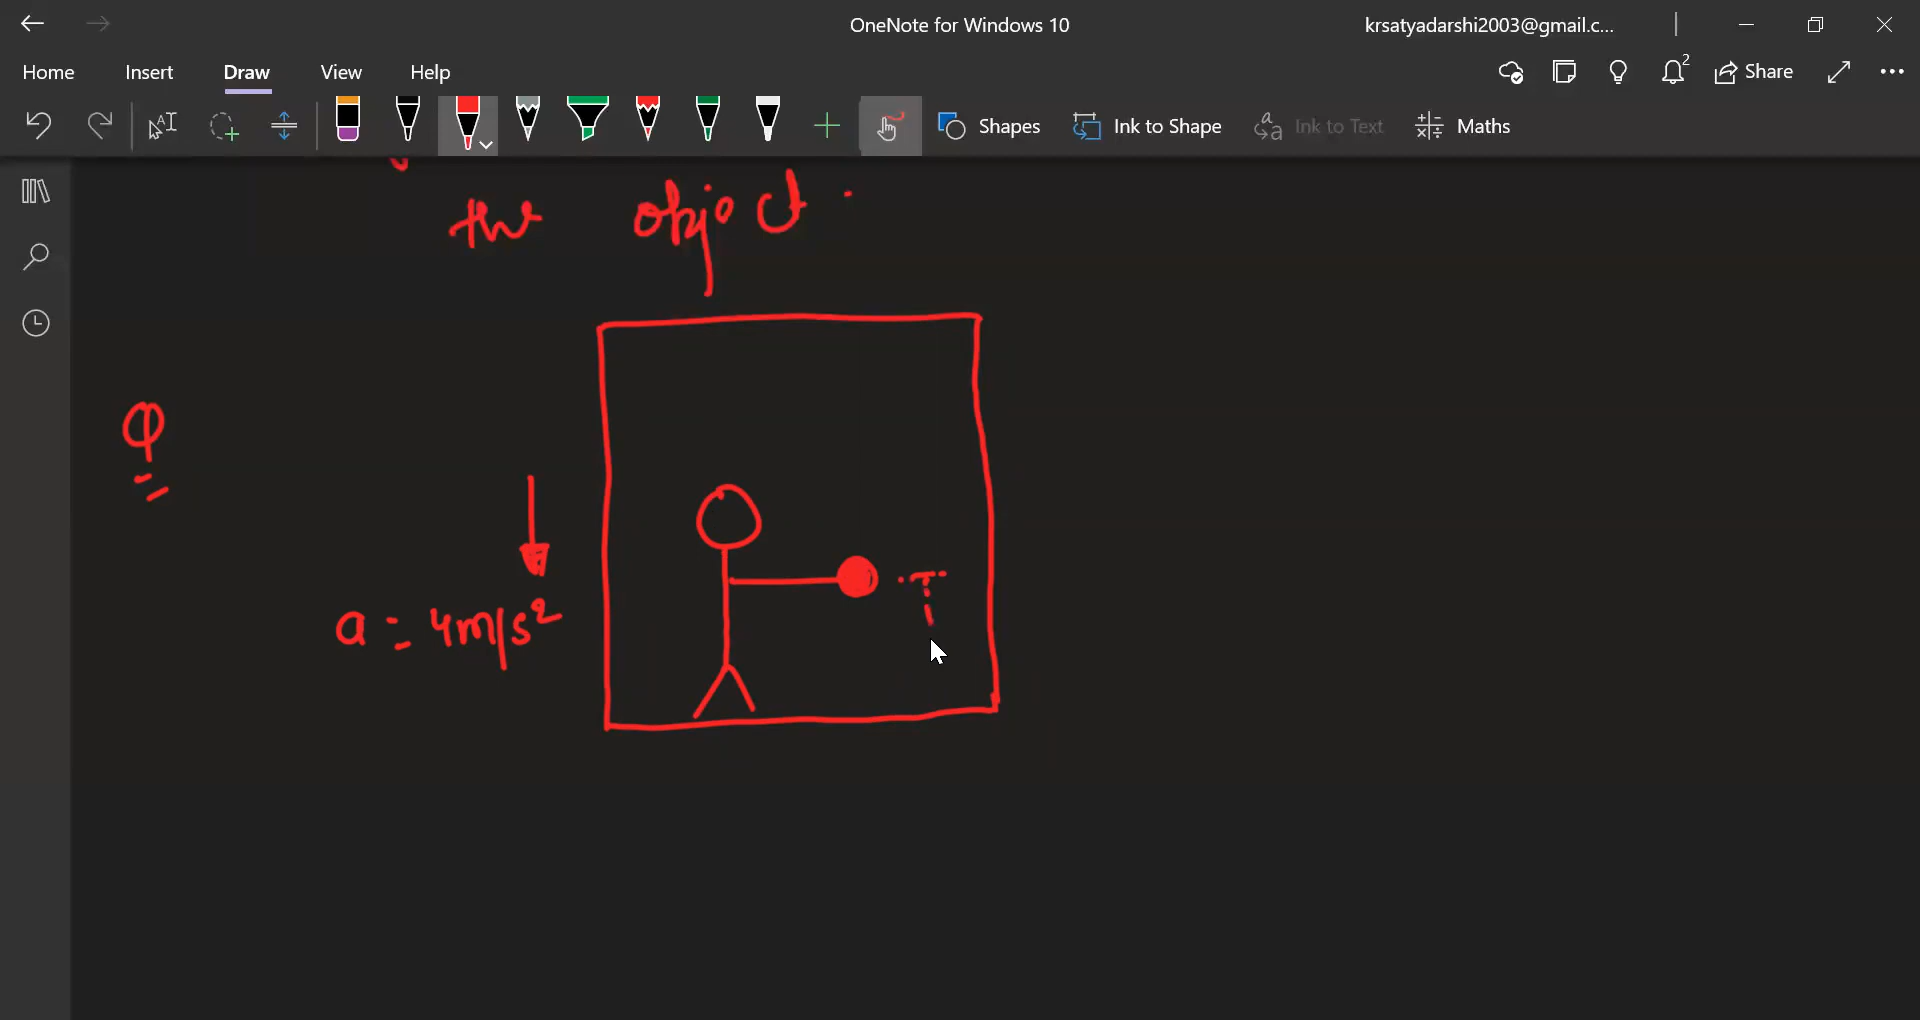 OneNote for Windows 10
krsatyadarshi2003@gmail.c...
Home Insert Draw View Help
2
Share
Shapes
Ink to Shape
Ink to Text
Maths
the object.
Q
a = 4m/s²